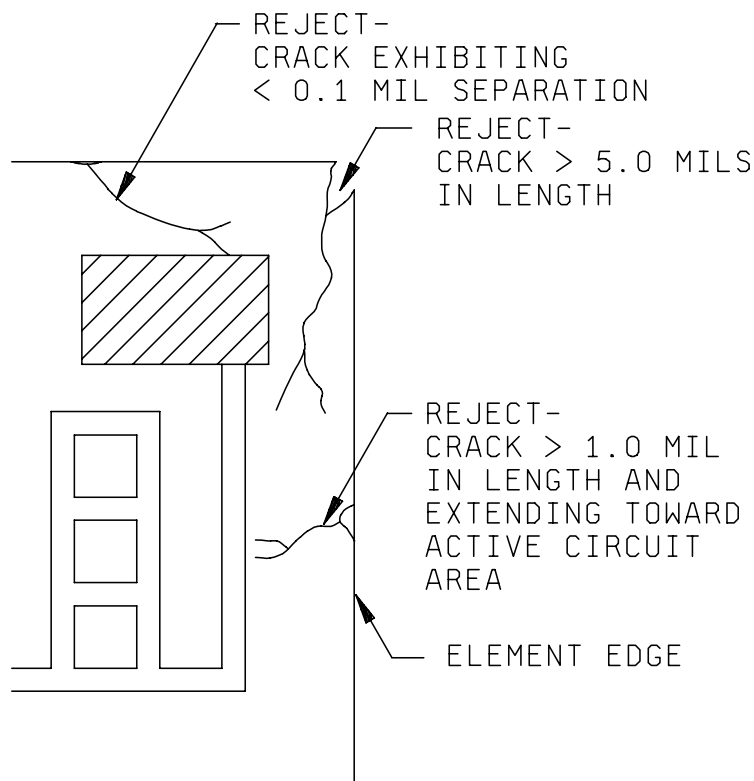 REJECT-
CRACK EXHIBITING
< 0.1 MIL SEPARATION
REJECT-
CRACK > 5.0 MILS
IN LENGTH
REJECT-
CRACK > 1.0 MIL
IN LENGTH AND
EXTENDING TOWARD
ACTIVE CIRCUIT
AREA
ELEMENT EDGE